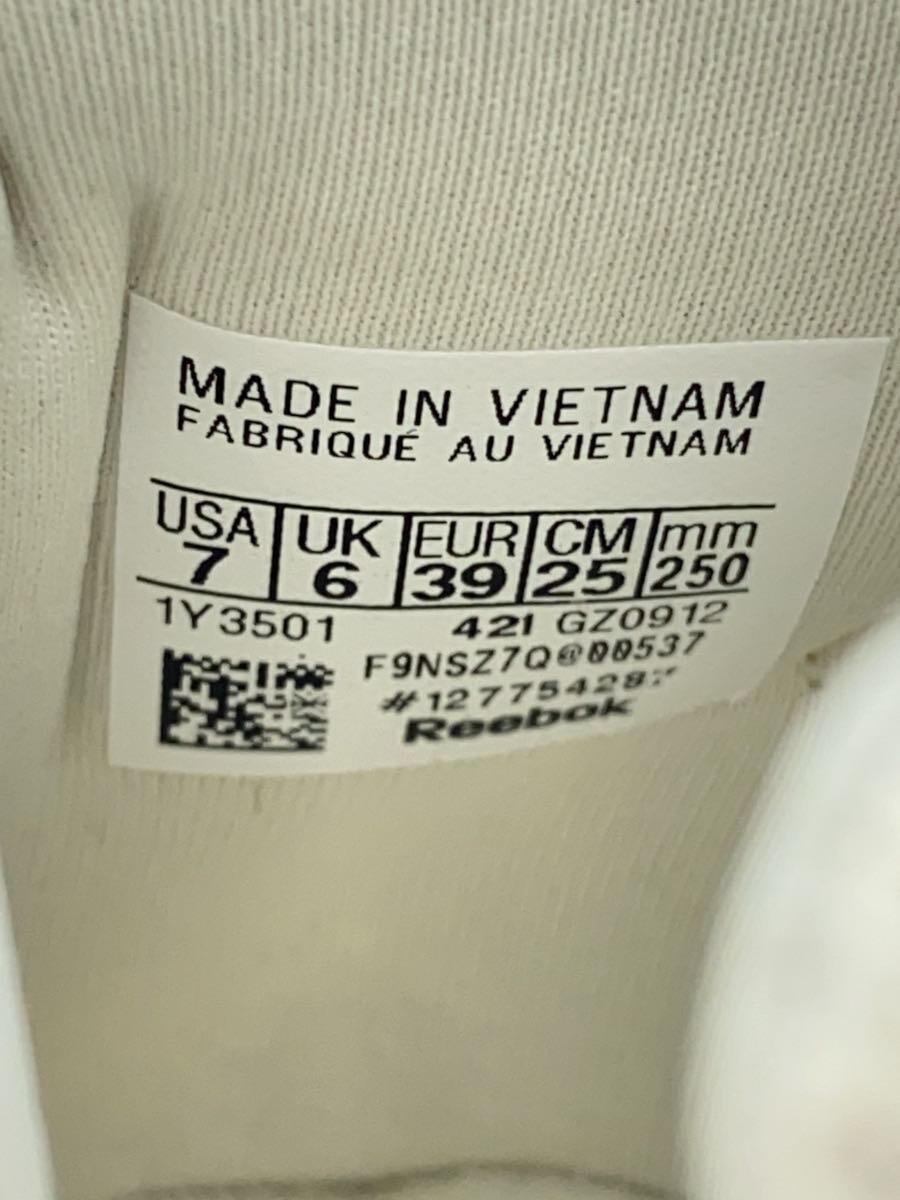 MADE IN VIETNAM
FABRIQUÉ AU VIETNAM
USA UK EUR CM mm
7 6 39 25 250
1Y3501 42I GZ0912
F9NSZ7Q@00537
Reebok